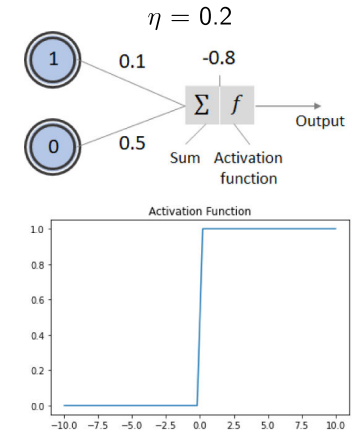 η = 0.2
1
0.1
-0.8
Σ f
Output
0
0.5
Sum Activation
function
Activation Function
1.0
0.8
0.6
0.4
0.2
0.0
−10.0 −7.5 −5.0 −2.5 0.0 2.5 5.0 7.5 10.0